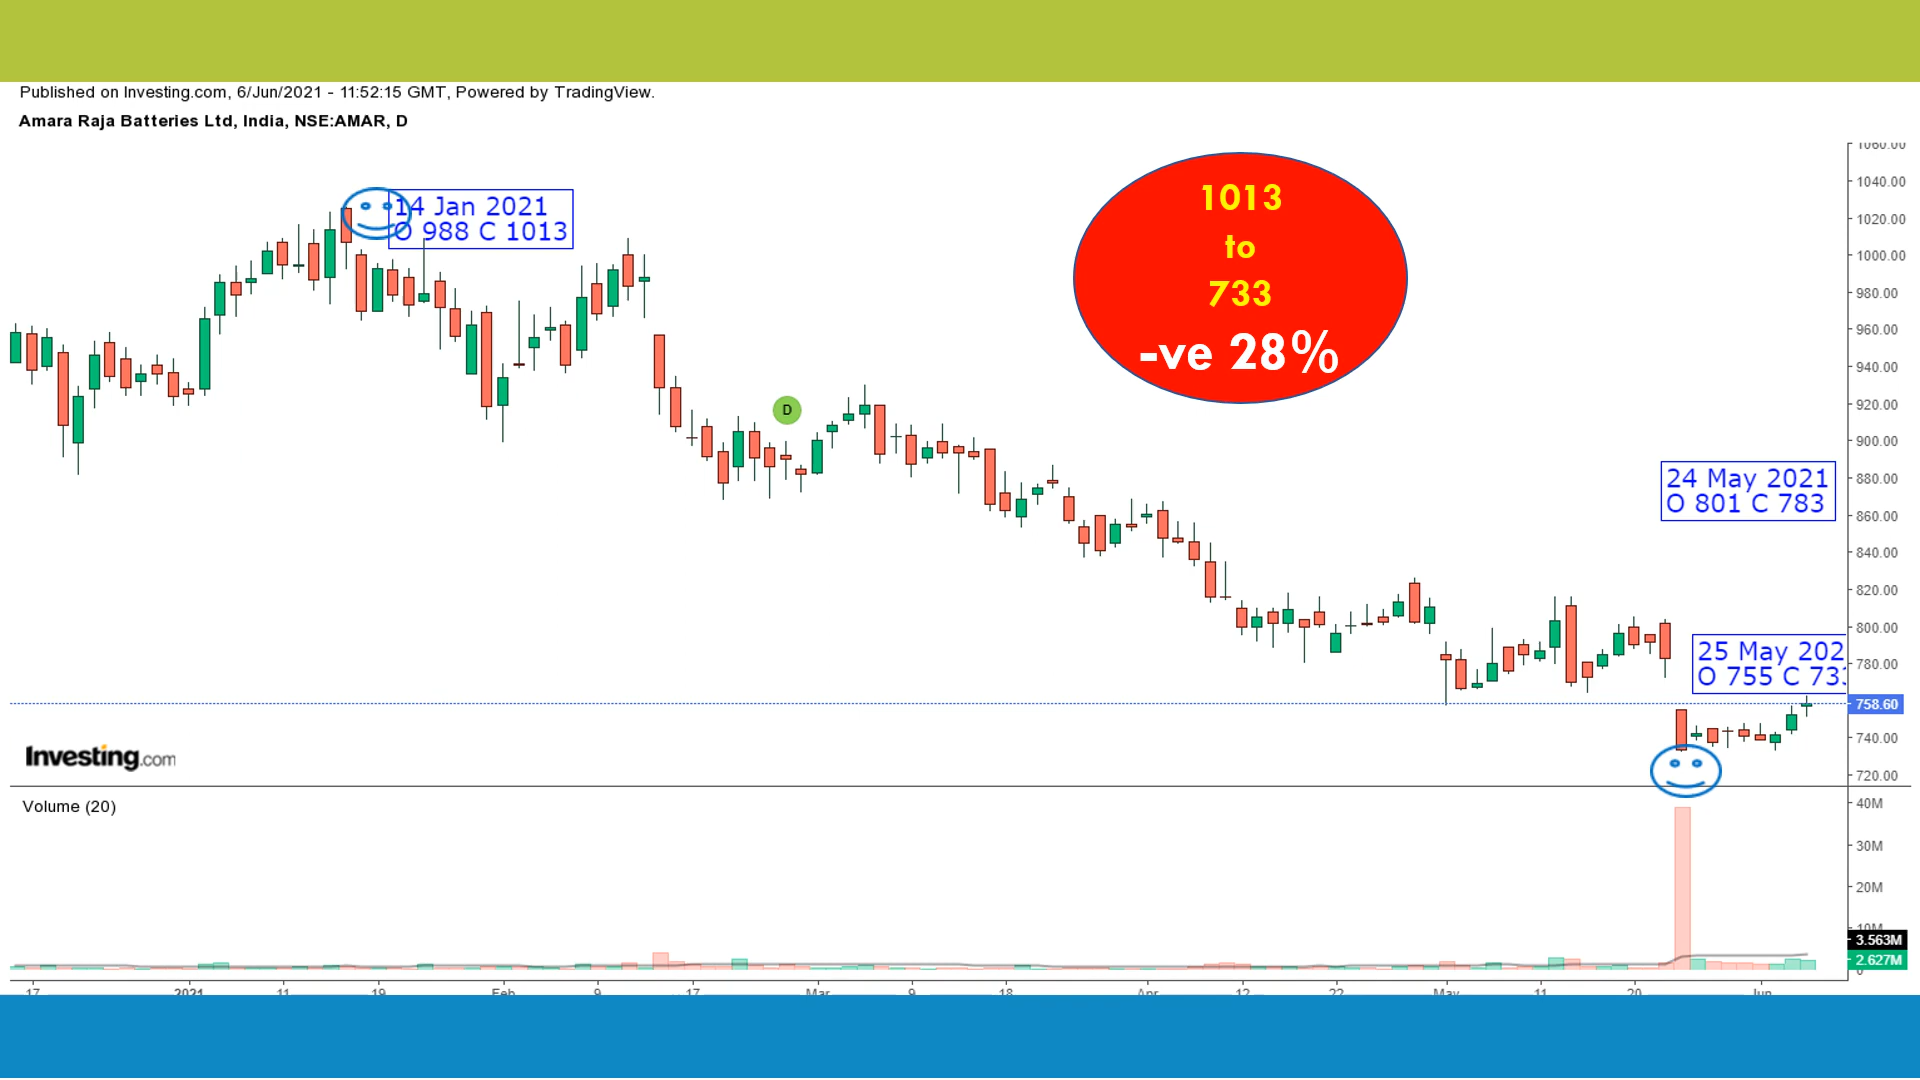 Published on Investing.com, 6/Jun/2021 - 11:52:15 GMT, Powered by TradingView.
Amara Raja Batteries Ltd, India, NSE:AMAR, D
14 Jan 2021
O 988 C 1013
1013
to
733
-ve 28%
D
24 May 2021
O 801 C 783
25 May 202
O 755 C 73
1060.00
1040.00
1020.00
1000.00
980.00
960.00
940.00
920.00
900.00
880.00
860.00
840.00
820.00
800.00
780.00
758.60
740.00
720.00
Investing.com
Volume (20)
40M
30M
20M
10M
3.563M
2.627M
0
17 2021 11 19 Feb 9 17 Mar 9 18 Apr 12 22 May 11 20 Jun